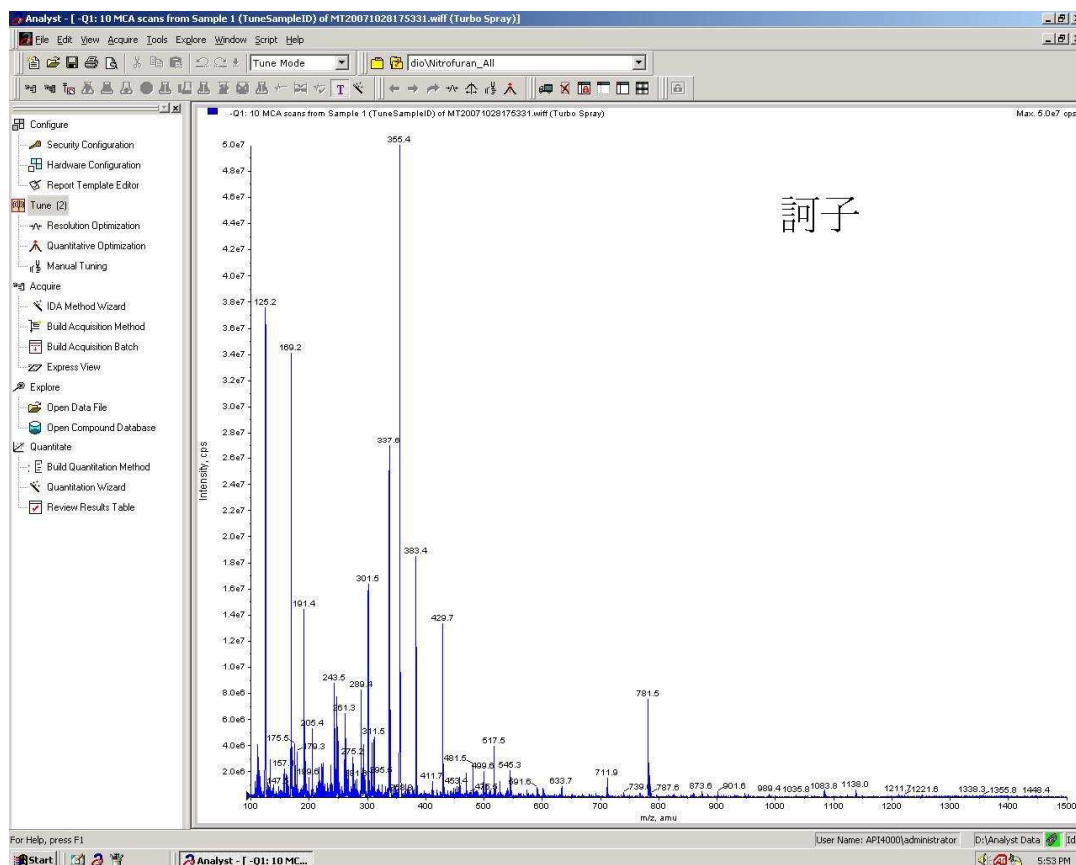 Analyst - [ -Q1: 10 MCA scans from Sample 1 (TuneSampleID) of MT20071028175331.wiff (Turbo Spray)]
File Edit View Acquire Tools Explore Window Script Help
Tune Mode
dio\Nitrofuran_All
Configure
Security Configuration
Hardware Configuration
Report Template Editor
Tune (2)
Resolution Optimization
Quantitative Optimization
Manual Tuning
Acquire
IDA Method Wizard
Build Acquisition Method
Build Acquisition Batch
Express View
Explore
Open Data File
Open Compound Database
Quantitate
Build Quantitation Method
Quantitation Wizard
Review Results Table
-Q1: 10 MCA scans from Sample 1 (TuneSampleID) of MT20071028175331.wiff (Turbo Spray)
Max. 5.0e7 cps
訶子
Intensity, cps
5.0e7
4.8e7
4.6e7
4.4e7
4.2e7
4.0e7
3.8e7
3.6e7
3.4e7
3.2e7
3.0e7
2.8e7
2.6e7
2.4e7
2.2e7
2.0e7
1.8e7
1.6e7
1.4e7
1.2e7
1.0e7
8.0e6
6.0e6
4.0e6
2.0e6
355.4
125.2
169.2
337.6
383.4
301.5
191.4
429.7
243.5
289.4
781.5
261.3
205.4
311.5
175.5
179.3
517.5
275.2
157.
481.5
499.6
545.3
199.6
411.7
453.4
633.7
711.9
739.
787.6
873.6
901.6
989.4
1035.8
1083.8
1138.0
1211.
1221.6
1338.3
1355.8
1448.4
100 200 300 400 500 600 700 800 900 1000 1100 1200 1300 1400 1500
m/z, amu
For Help, press F1
User Name: API4000\administrator
D:\Analyst Data
Id
Start
Analyst - [ -Q1: 10 MC...
5:53 PM